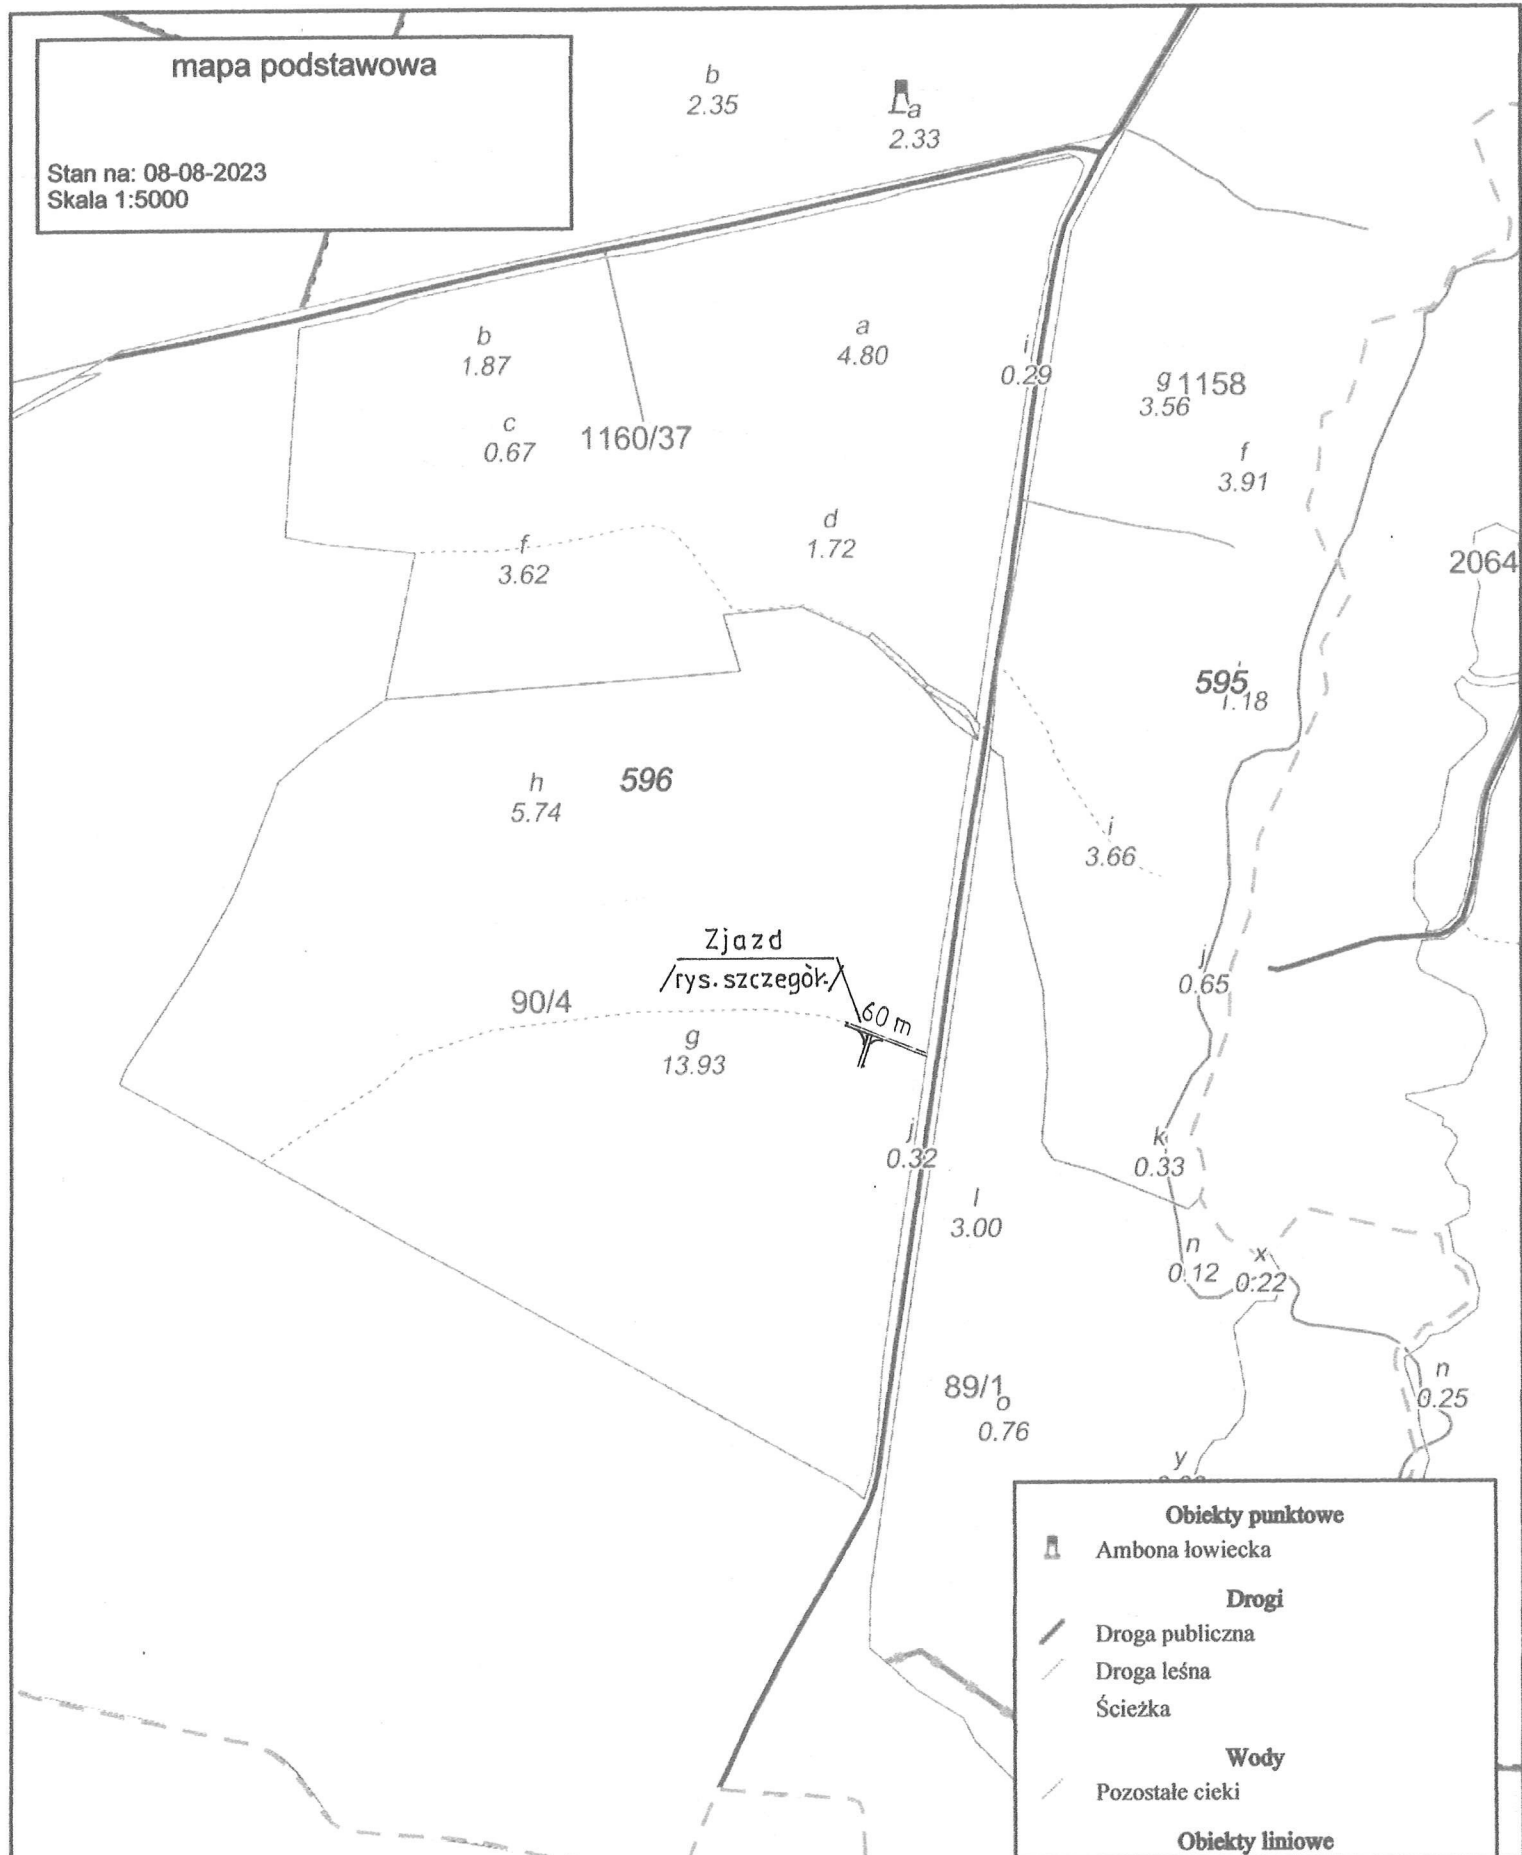 mapa podstawowa
Stan na: 08-08-2023
Skala 1:5000
b
2.35
a
2.33
b
1.87
a
4.80
i
0.29
g 1158
3.56
c
0.67
1160/37
f
3.91
d
1.72
f
3.62
2064
595
1.18
h
5.74
596
i
3.66
Zjazd
/rys. szczegół./
60 m
j
0.65
90/4
g
13.93
j
0.32
k
0.33
l
3.00
n
0.12
x
0.22
89/1
o
0.76
n
0.25
y
Obiekty punktowe
Ambona łowiecka
Drogi
Droga publiczna
Droga leśna
Ścieżka
Wody
Pozostałe cieki
Obiekty liniowe